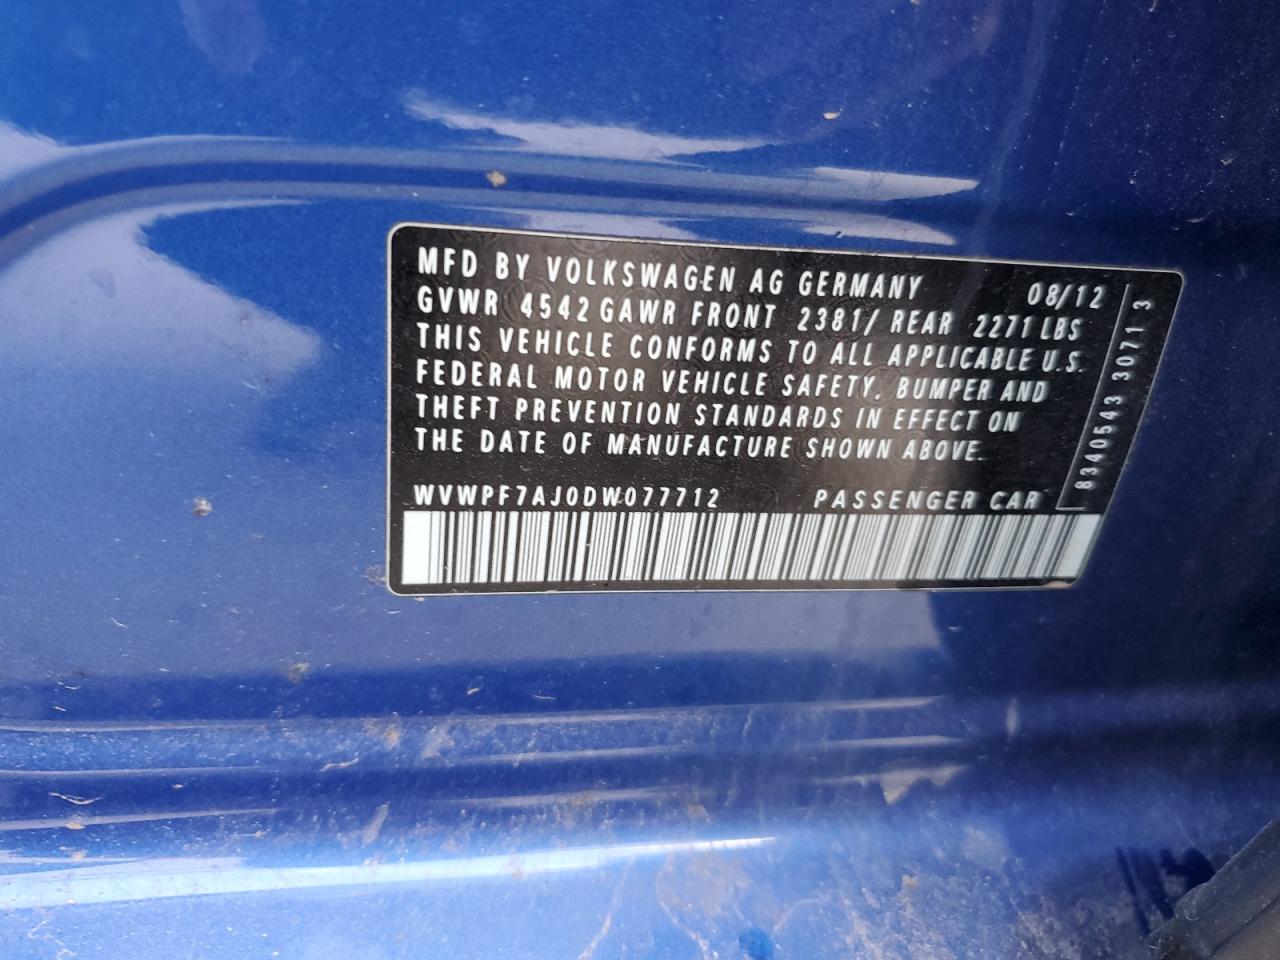 MFD BY VOLKSWAGEN AG GERMANY 08/12
GVWR 4542 GAWR FRONT 2381/ REAR 2271 LBS
THIS VEHICLE CONFORMS TO ALL APPLICABLE U.S.
FEDERAL MOTOR VEHICLE SAFETY, BUMPER AND
THEFT PREVENTION STANDARDS IN EFFECT ON
THE DATE OF MANUFACTURE SHOWN ABOVE.
WVWPF7AJ0DW077712 PASSENGER CAR
8340543 3071 3